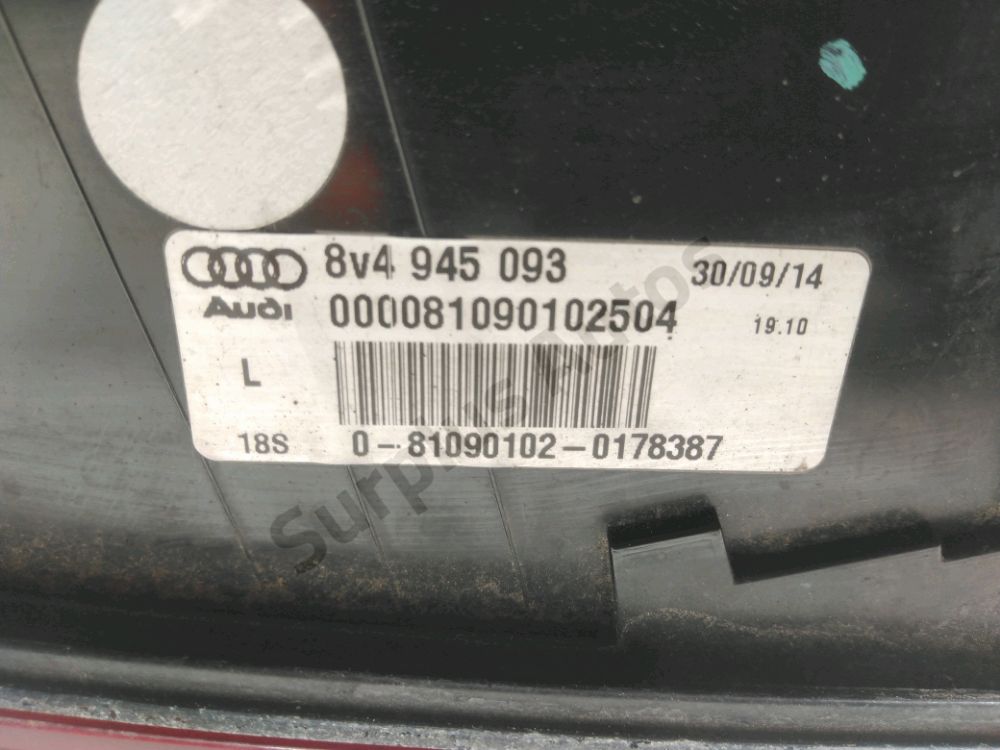 8v4 945 093 30/09/14
Audi 000081090102504 19.10
L
18S 0-81090102-0178387
Surplus Autos